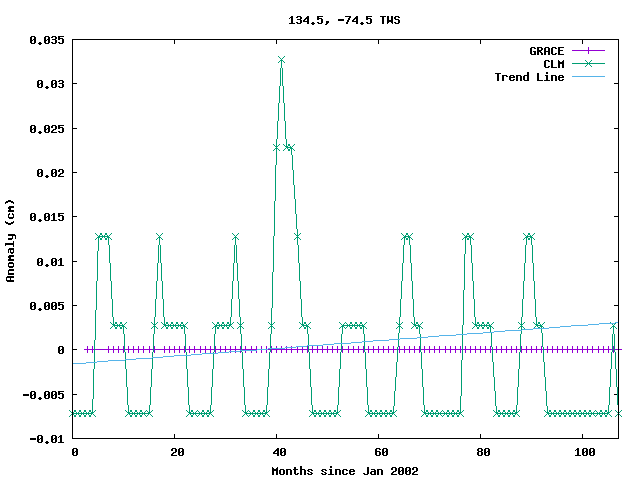 134.5, -74.5 TWS
0.035
0.03
0.025
0.02
0.015
0.01
0.005
0
-0.005
-0.01
Anomaly (cm)
GRACE
CLM
Trend Line
0 20 40 60 80 100
Months since Jan 2002